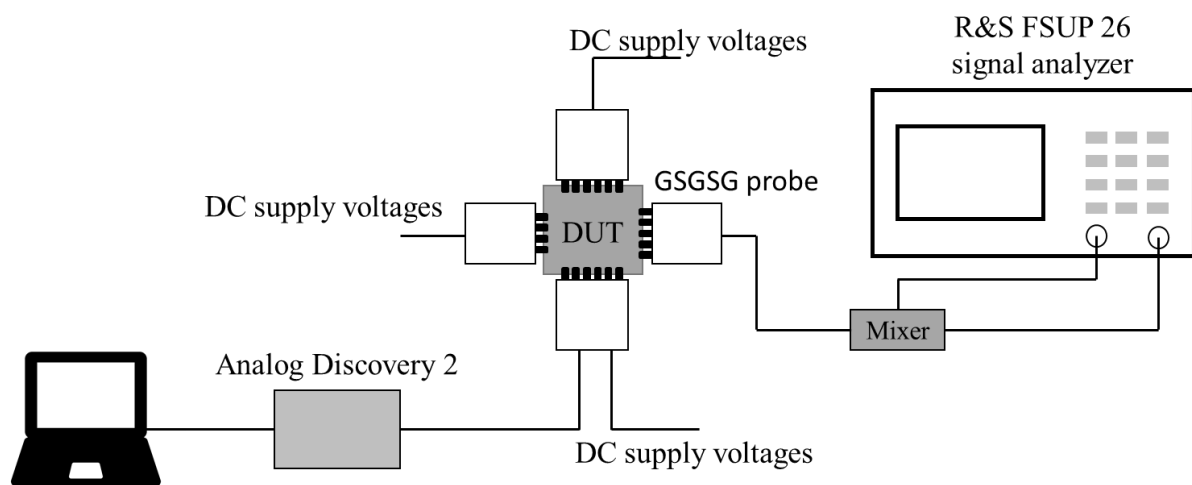 DC supply voltages
R&S FSUP 26
signal analyzer
GSGSG probe
DC supply voltages
DUT
Mixer
Analog Discovery 2
DC supply voltages